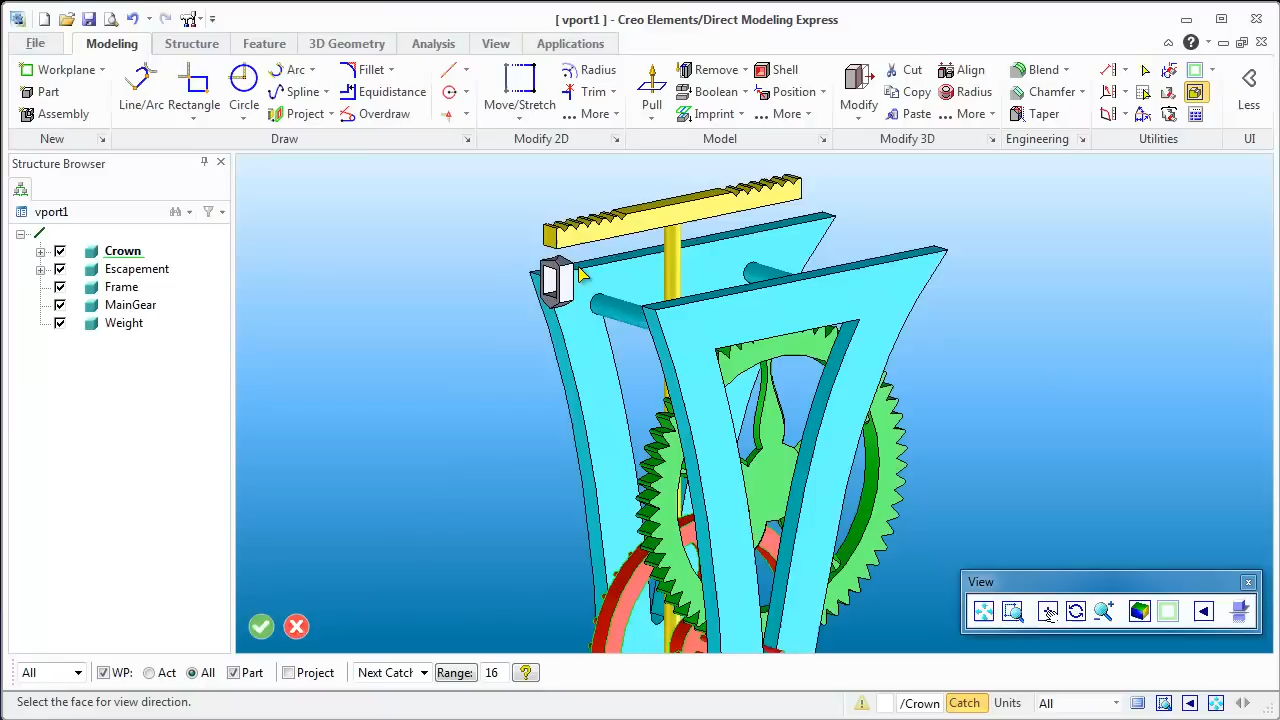 [ vport1 ] - Creo Elements/Direct Modeling Express
File Modeling Structure Feature 3D Geometry Analysis View Applications
Workplane Line/Arc Rectangle Circle Arc Fillet Move/Stretch Radius Pull Remove Shell Modify Cut Align Blend Less
Part Spline Equidistance Trim Boolean Position Copy Radius Chamfer
Assembly Project Overdraw More Imprint More Paste More Taper
New Draw Modify 2D Model Modify 3D Engineering Utilities UI
Structure Browser
vport1
Crown
Escapement
Frame
MainGear
Weight
View
All WP: Act All Part Project Next Catch Range: 16
Select the face for view direction. /Crown Catch Units All